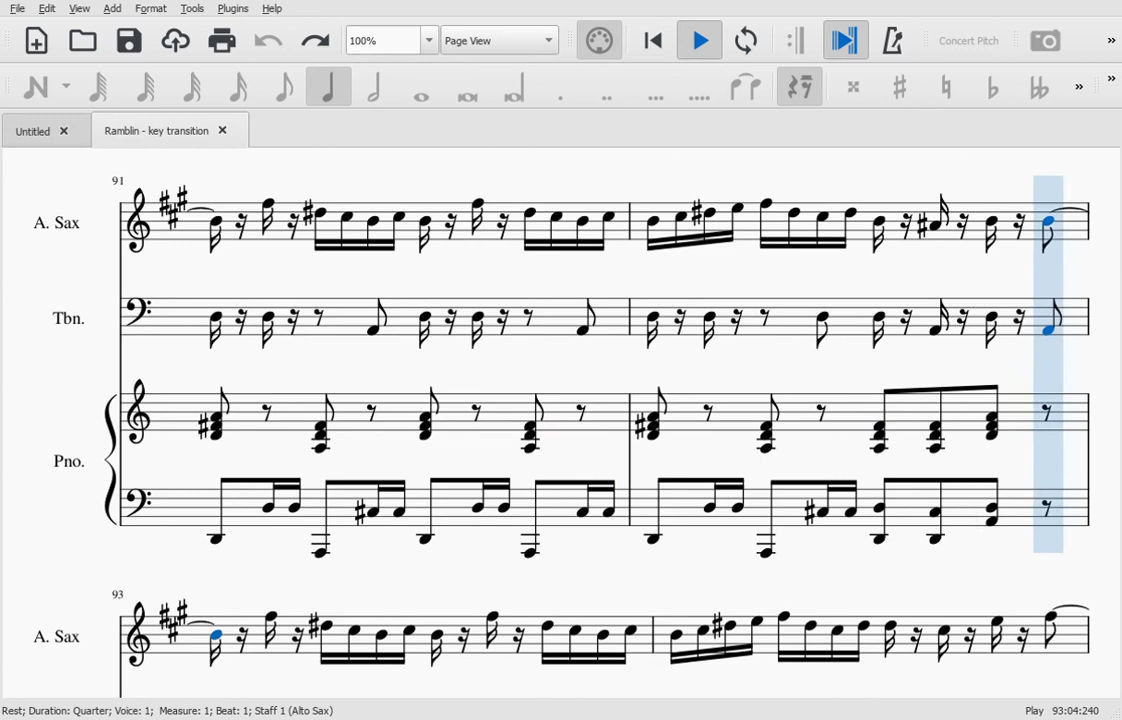 File Edit View Add Format Tools Plugins Help
100% Page View Concert Pitch »
»
Untitled × Ramblin - key transition ×
91
A. Sax
Tbn.
Pno.
93
A. Sax
Rest; Duration: Quarter; Voice: 1; Measure: 1; Beat: 1; Staff 1 (Alto Sax) Play 93:04:240